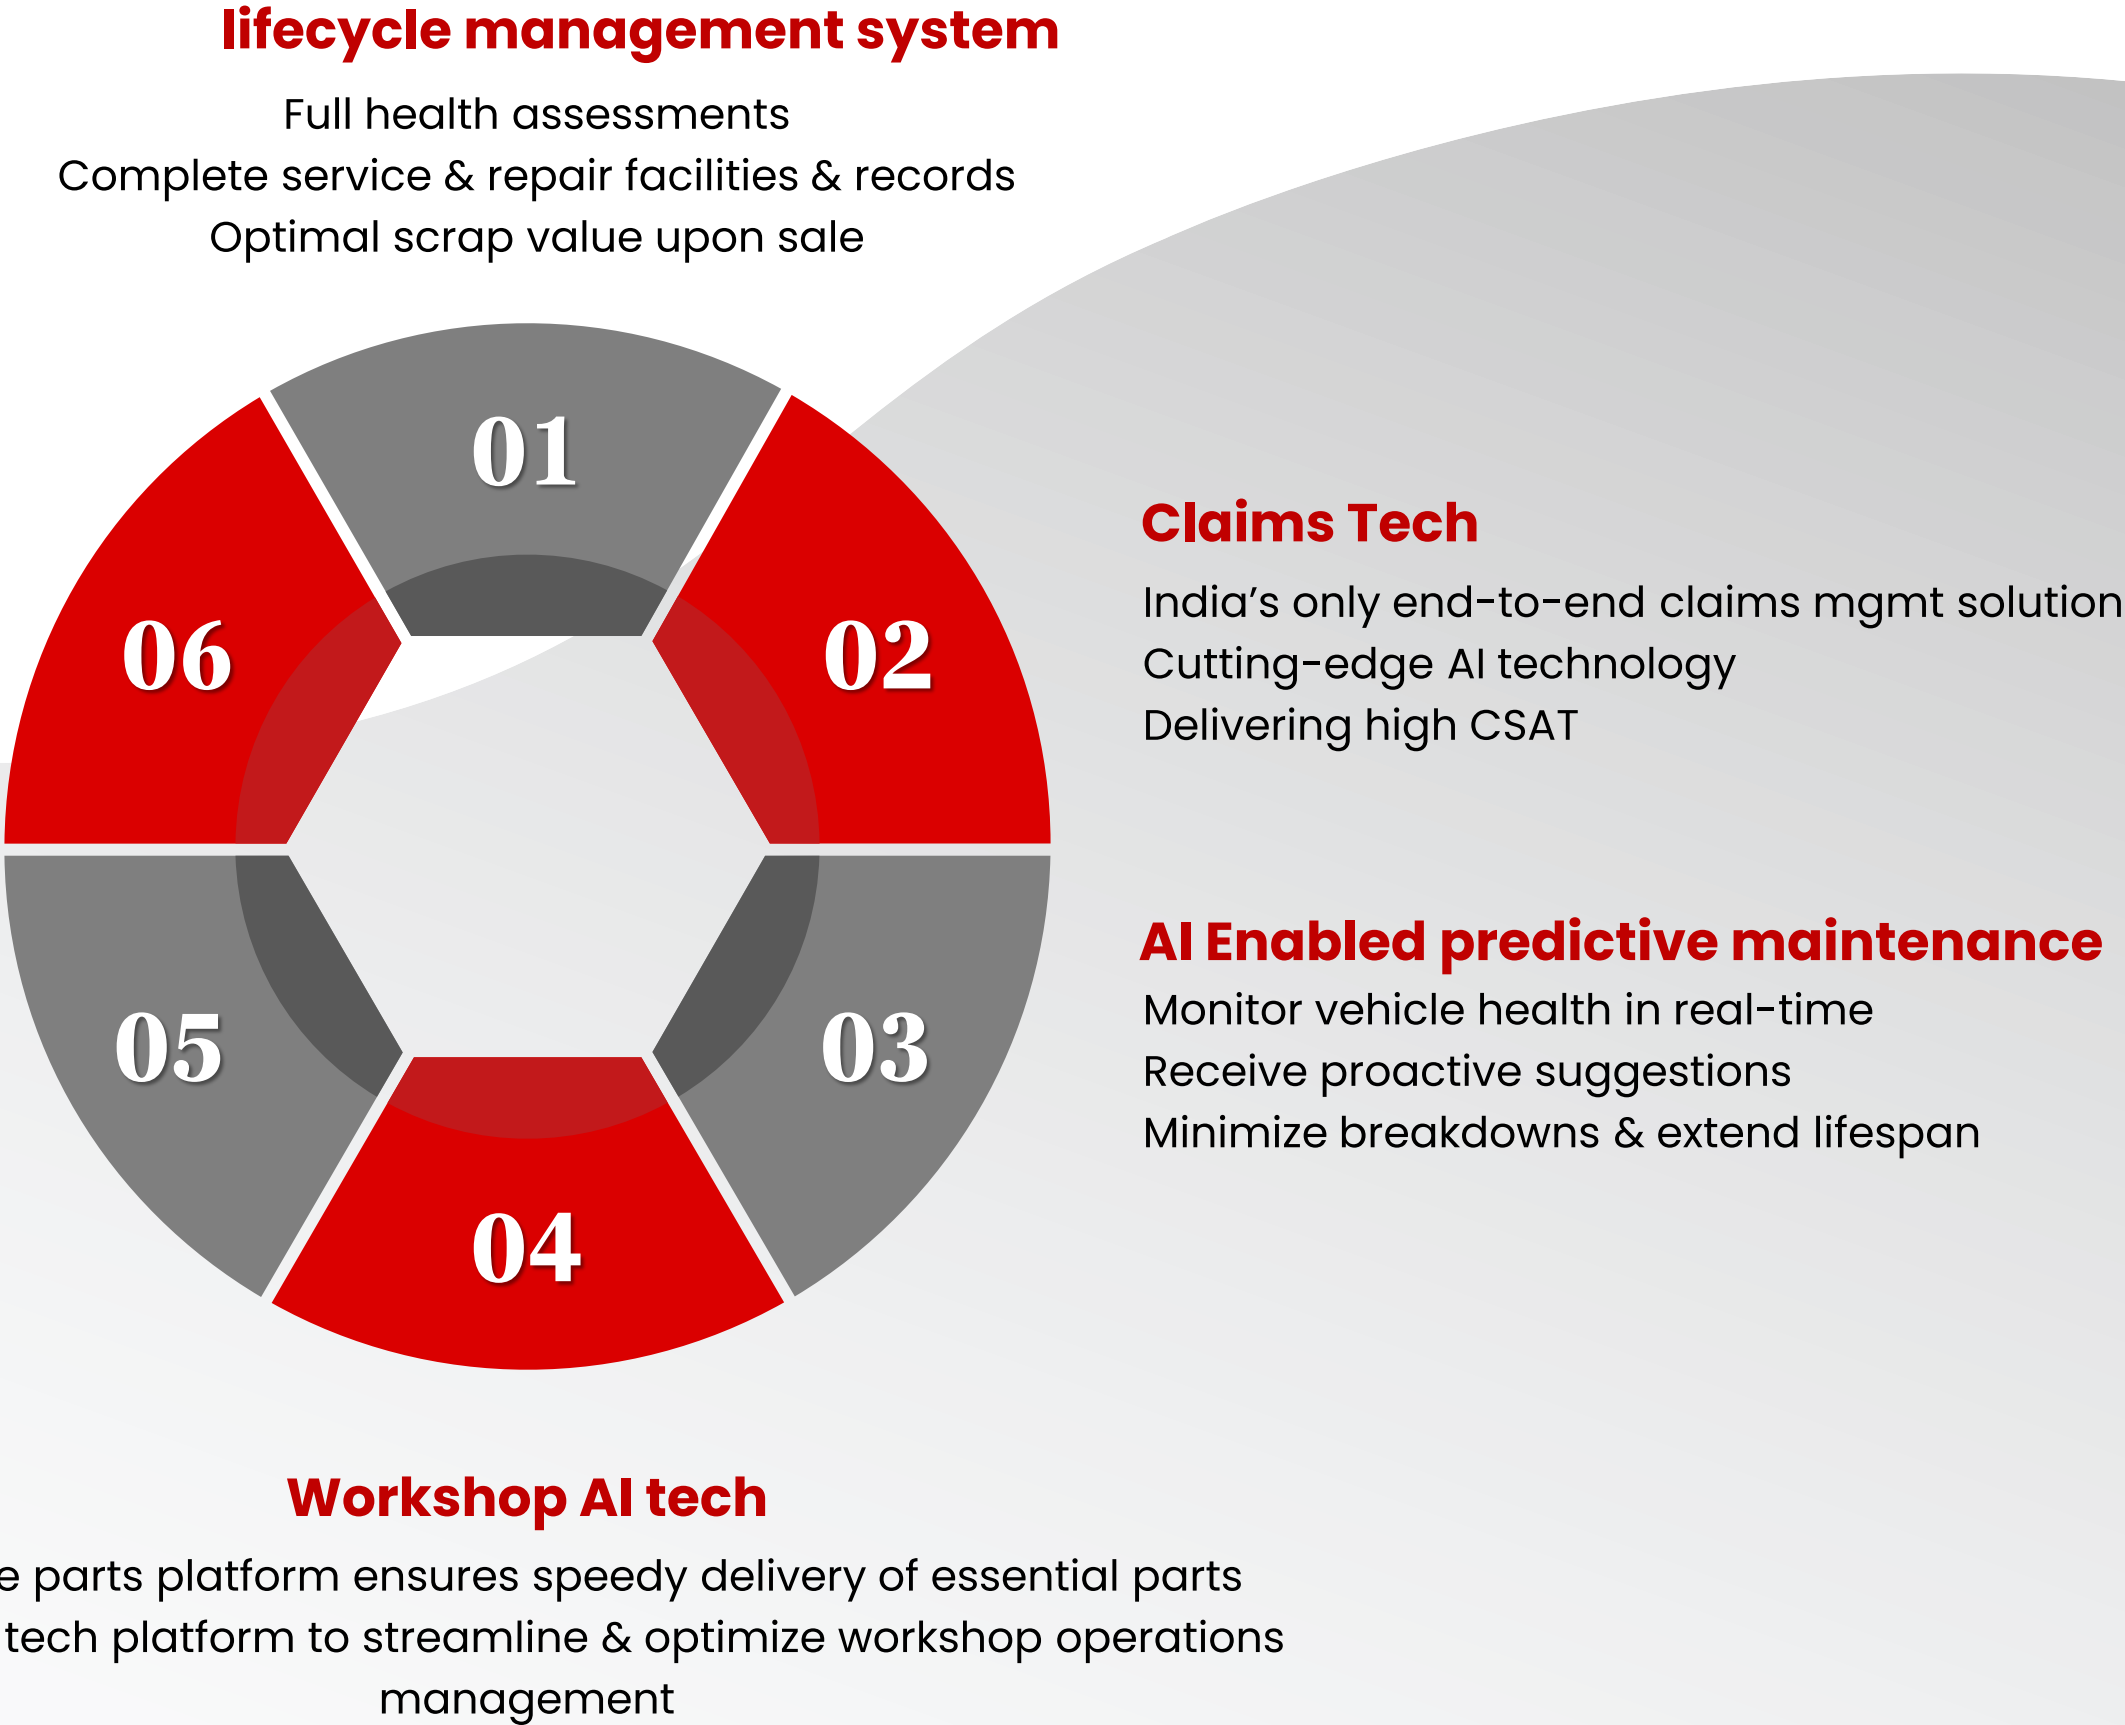 lifecycle management system
Full health assessments
Complete service & repair facilities & records
Optimal scrap value upon sale
01
02
03
04
05
06
Claims Tech
India’s only end-to-end claims mgmt solution
Cutting-edge AI technology
Delivering high CSAT
AI Enabled predictive maintenance
Monitor vehicle health in real-time
Receive proactive suggestions
Minimize breakdowns & extend lifespan
Workshop AI tech
parts platform ensures speedy delivery of essential parts
tech platform to streamline & optimize workshop operations
management